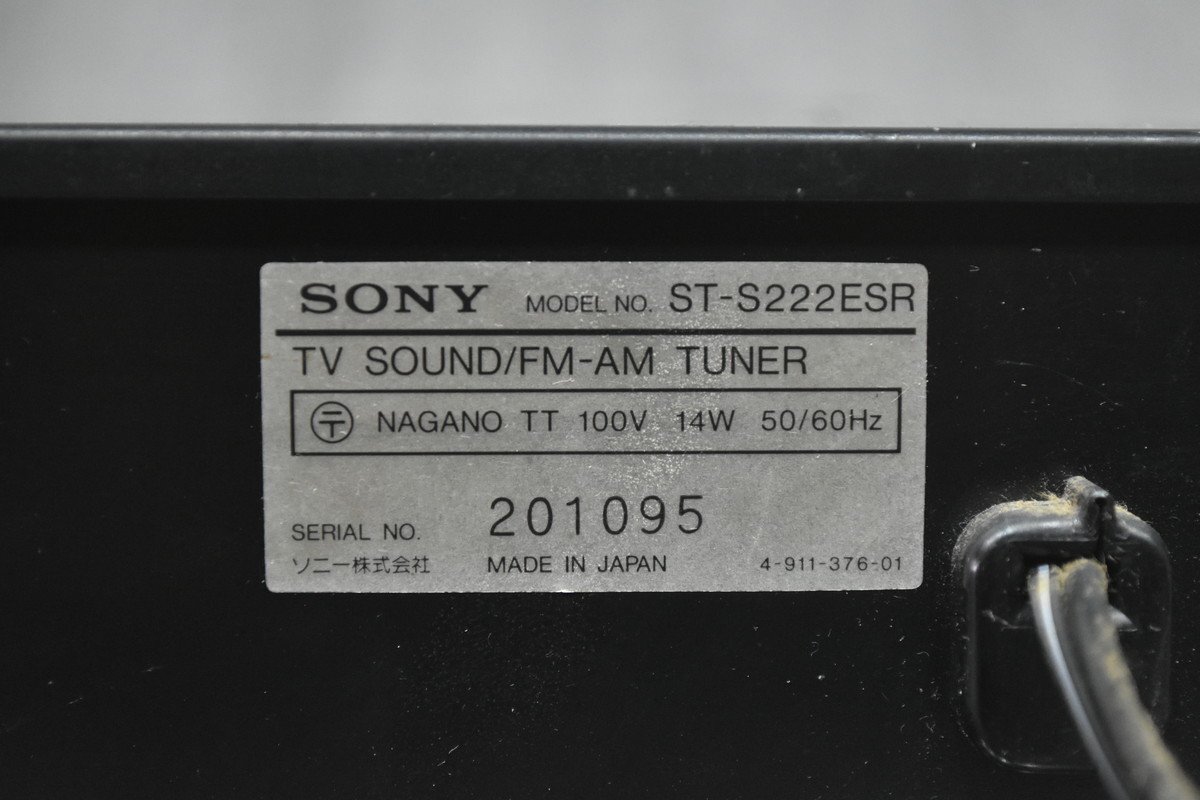 SONY MODEL NO. ST-S222ESR
TV SOUND/FM-AM TUNER
〒 NAGANO TT 100V 14W 50/60Hz
SERIAL NO. 201095
ソニー株式会社 MADE IN JAPAN 4-911-376-01